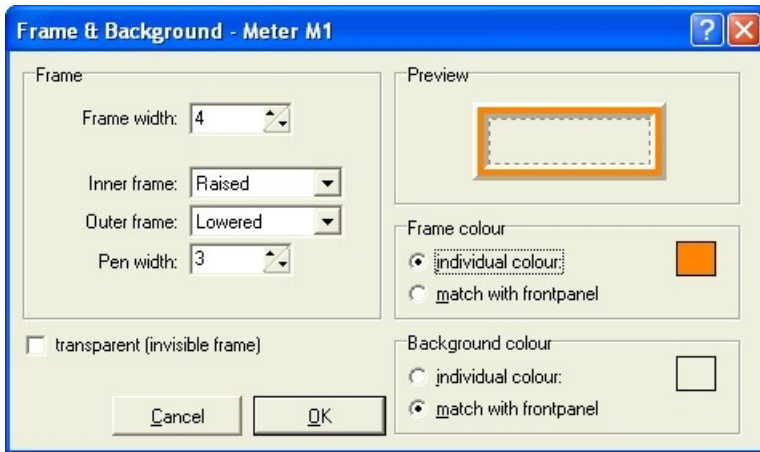 Frame & Background - Meter M1
?
Frame
Frame width: 4
Inner frame: Raised
Outer frame: Lowered
Pen width: 3
transparent (invisible frame)
Cancel
OK
Preview
Frame colour
individual colour:
match with frontpanel
Background colour
individual colour:
match with frontpanel